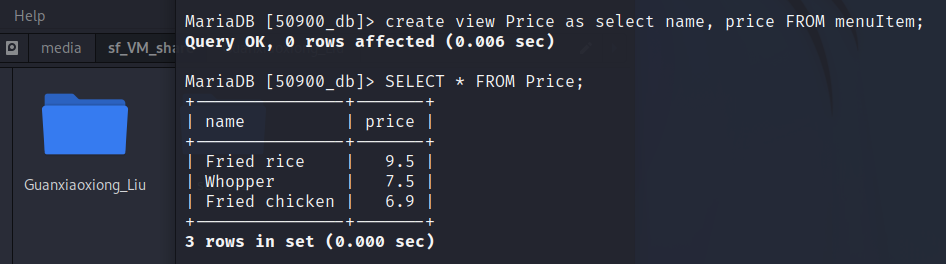 Help
media
sf_VM_sha
Guanxiaoxiong_Liu
MariaDB [50900_db]> create view Price as select name, price FROM menuItem;
Query OK, 0 rows affected (0.006 sec)
MariaDB [50900_db]> SELECT * FROM Price;
+---------------+-------+
| name          | price |
+---------------+-------+
| Fried rice    |   9.5 |
| Whopper       |   7.5 |
| Fried chicken |   6.9 |
+---------------+-------+
3 rows in set (0.000 sec)